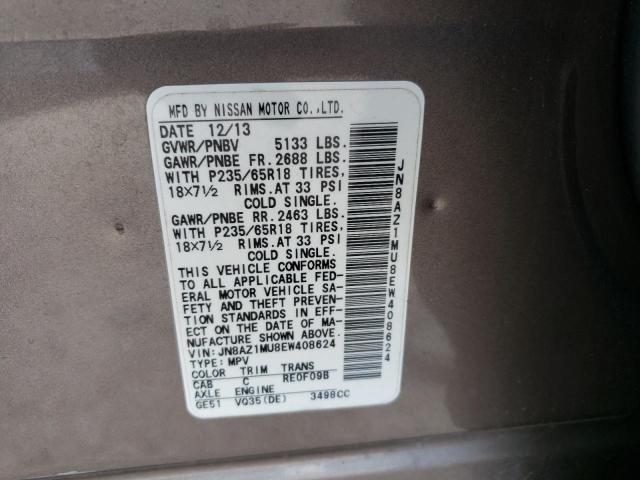 MFD BY NISSAN MOTOR CO.,LTD.
DATE 12/13
GVWR/PNBV 5133 LBS.
GAWR/PNBE FR. 2688 LBS.
WITH P235/65R18 TIRES,
18X7½ RIMS. AT 33 PSI
COLD SINGLE.
GAWR/PNBE RR. 2463 LBS.
WITH P235/65R18 TIRES,
18X7½ RIMS. AT 33 PSI
COLD SINGLE.
THIS VEHICLE CONFORMS
TO ALL APPLICABLE FED-
ERAL MOTOR VEHICLE SA-
FETY AND THEFT PREVEN-
TION STANDARDS IN EFF-
ECT ON THE DATE OF MA-
NUFACTURE SHOWN ABOVE.
VIN: JN8AZ1MU8EW408624
TYPE: MPV
COLOR TRIM TRANS
CAB C RE0F09B
AXLE ENGINE
GE51 VQ35(DE) 3498CC
JN8AZ1MU8EW408624